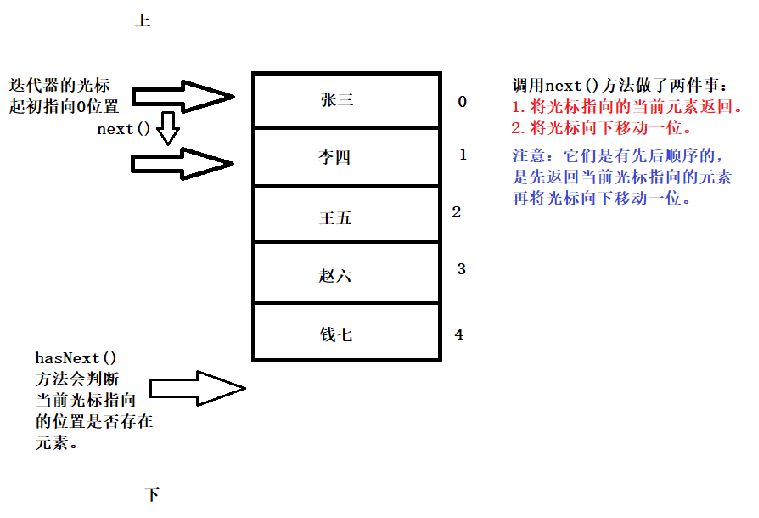 上
迭代器的光标
起初指向0位置
next()
张三
0
李四
1
王五
2
赵六
3
钱七
4
调用next()方法做了两件事：
1.将光标指向的当前元素返回。
2.将光标向下移动一位。
注意：它们是有先后顺序的，
是先返回当前光标指向的元素
再将光标向下移动一位。
hasNext()
方法会判断
当前光标指向
的位置是否存在
元素。
下